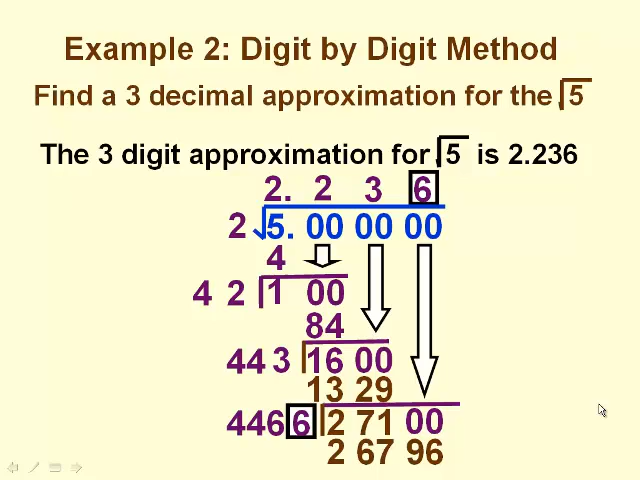 Example 2: Digit by Digit Method
Find a 3 decimal approximation for the √5
The 3 digit approximation for √5 is 2.236
2. 2 3 6
2 √5. 00 00 00
4
4 2 1 00
84
44 3 16 00
13 29
446 6 2 71 00
2 67 96